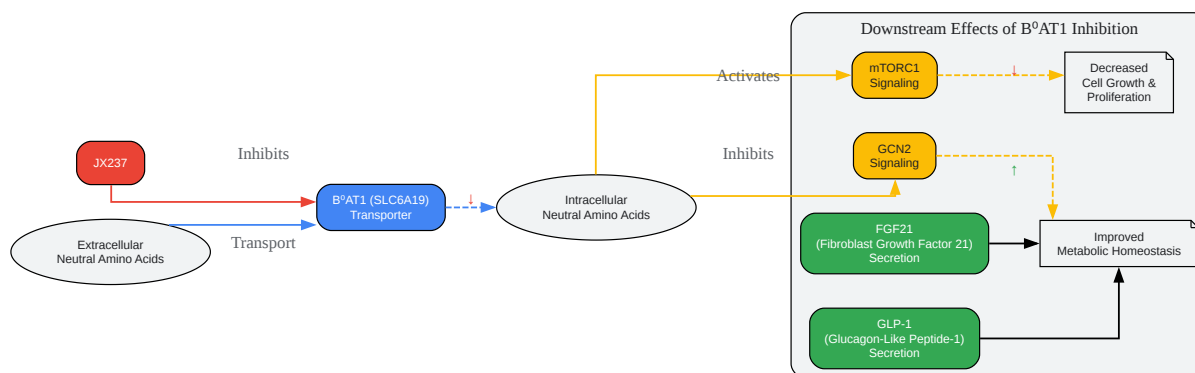 Downstream Effects of B⁰AT1 Inhibition
mTORC1
Signaling
↓
Decreased
Cell Growth &
Proliferation
Activates
JX237
Inhibits
Inhibits
GCN2
Signaling
↑
B⁰AT1 (SLC6A19)
Transporter
↓
Intracellular
Neutral Amino Acids
Extracellular
Neutral Amino Acids
Transport
FGF21
(Fibroblast Growth Factor 21)
Secretion
Improved
Metabolic Homeostasis
GLP-1
(Glucagon-Like Peptide-1)
Secretion